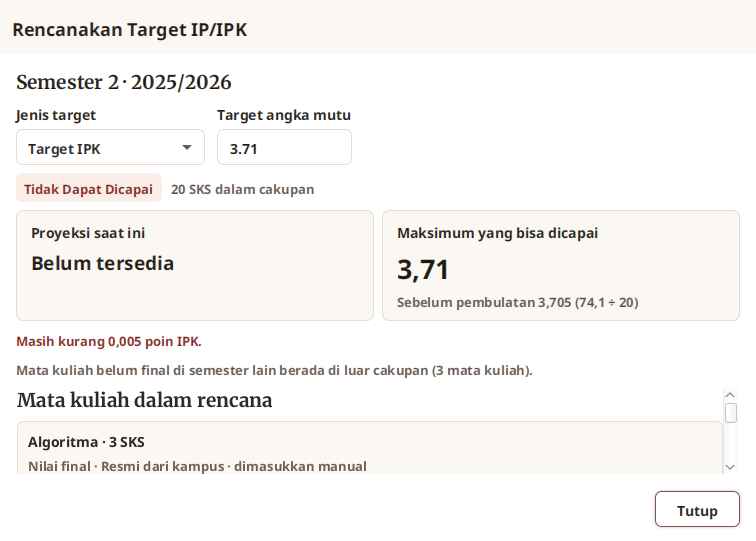 Rencanakan Target IP/IPK
Semester 2 · 2025/2026
Jenis target
Target angka mutu
Target IPK
3.71
Tidak Dapat Dicapai
20 SKS dalam cakupan
Proyeksi saat ini
Belum tersedia
Maksimum yang bisa dicapai
3,71
Sebelum pembulatan 3,705 (74,1 ÷ 20)
Masih kurang 0,005 poin IPK.
Mata kuliah belum final di semester lain berada di luar cakupan (3 mata kuliah).
Mata kuliah dalam rencana
Algoritma · 3 SKS
Nilai final · Resmi dari kampus · dimasukkan manual
Tutup